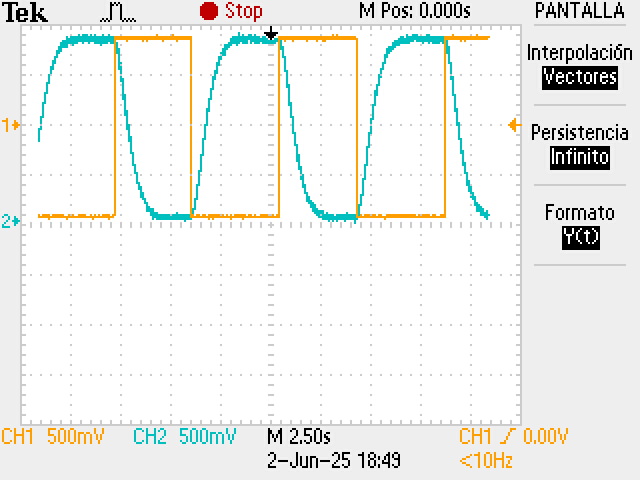 Tek Stop M Pos: 0.000s PANTALLA
Interpolación
Vectores
1
Persistencia
Infinito
Formato
2
Y(t)
CH1 500mV CH2 500mV M 2.50s CH1 0.00V
2-Jun-25 18:49 <10Hz